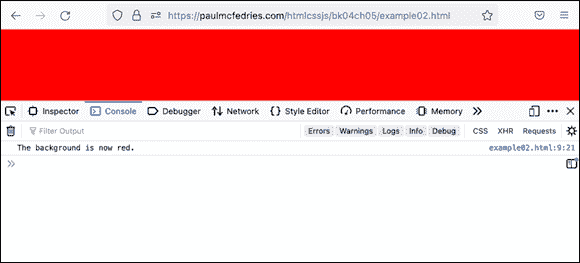 https://paulmcfedries.com/htmlcssjs/bk04ch05/example02.html
Inspector Console Debugger Network Style Editor Performance Memory
Filter Output Errors Warnings Logs Info Debug CSS XHR Requests
The background is now red. example02.html:9:21